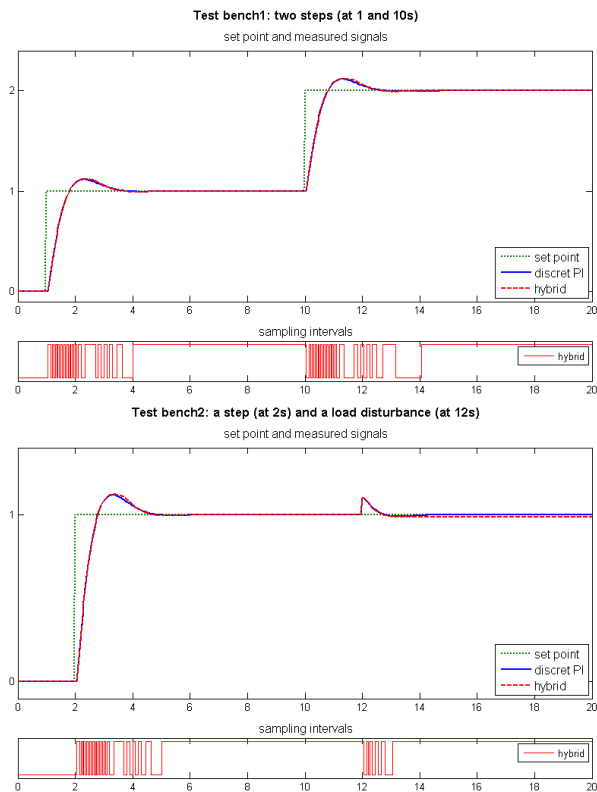 Test bench1: two steps (at 1 and 10s)
set point and measured signals
2
1
0
set point
discret PI
hybrid
0 2 4 6 8 10 12 14 16 18 20
sampling intervals
hybrid
0 2 4 6 8 10 12 14 16 18 20
Test bench2: a step (at 2s) and a load disturbance (at 12s)
set point and measured signals
1
0
set point
discret PI
hybrid
0 2 4 6 8 10 12 14 16 18 20
sampling intervals
hybrid
0 2 4 6 8 10 12 14 16 18 20